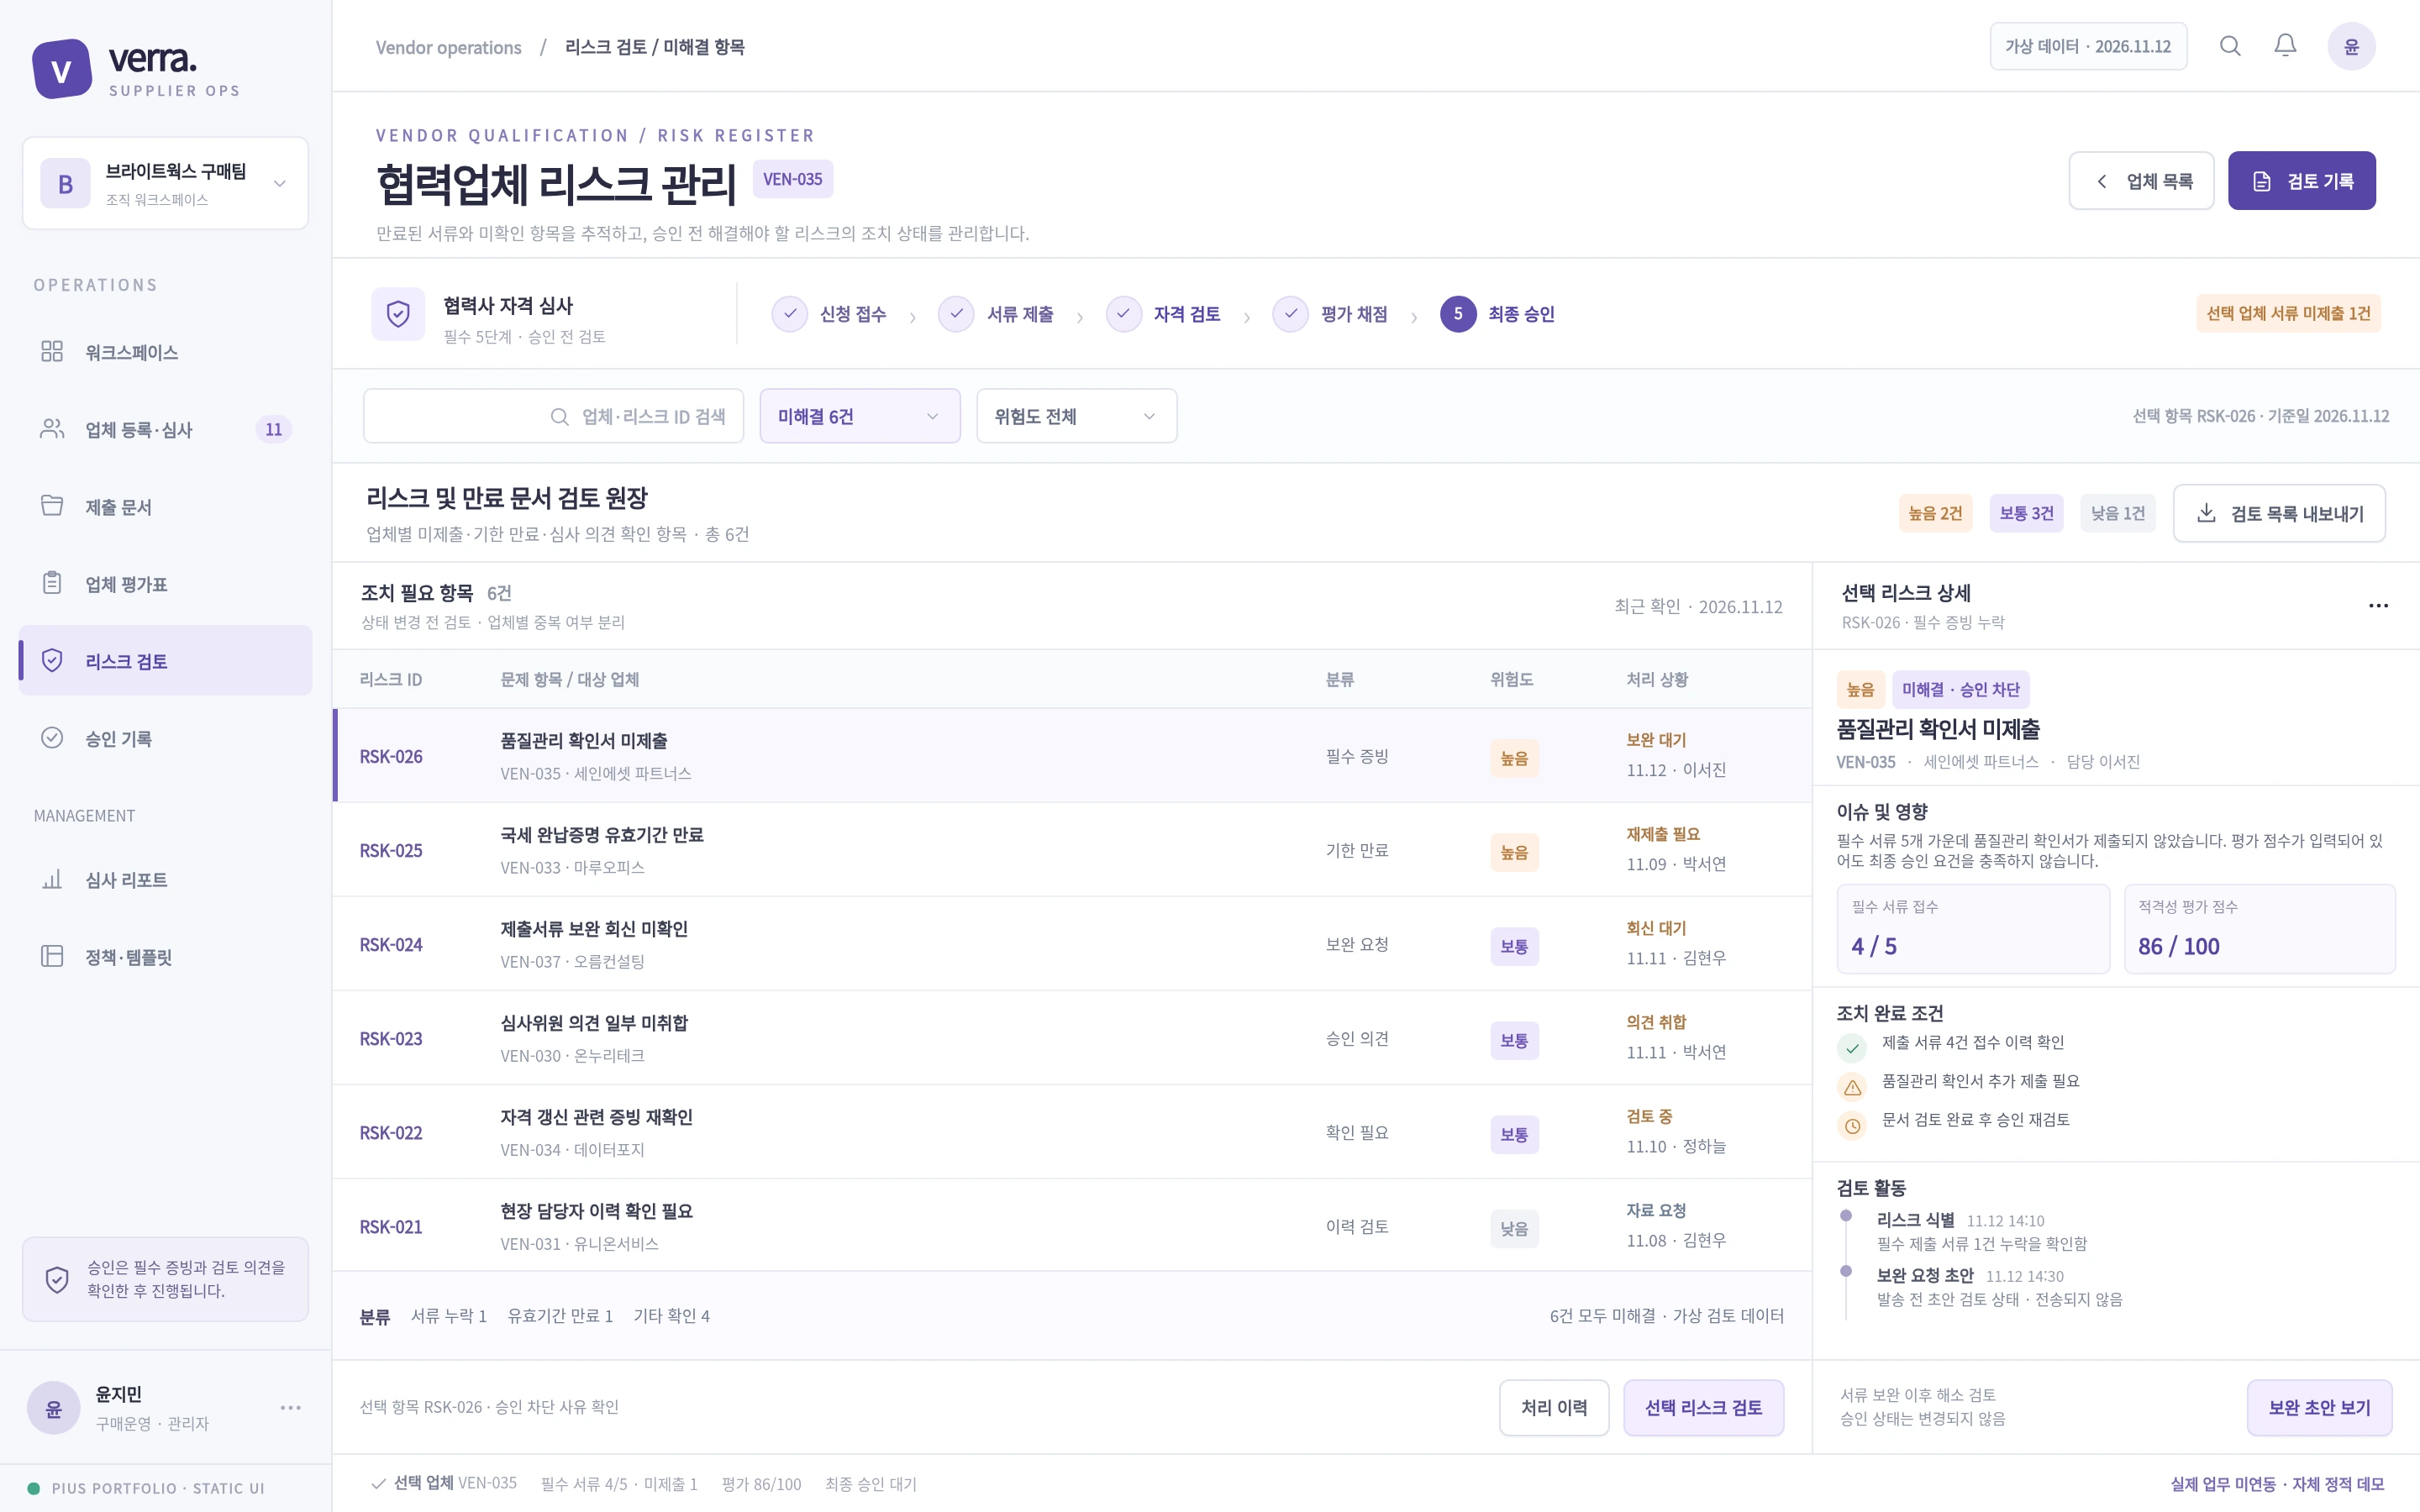 V
verra.
SUPPLIER OPS
B
브라이트웍스 구매팀
조직 워크스페이스
OPERATIONS
워크스페이스
업체 등록·심사
11
제출 문서
업체 평가표
리스크 검토
승인 기록
MANAGEMENT
심사 리포트
정책·템플릿
승인은 필수 증빙과 검토 의견을
확인한 후 진행됩니다.
윤
윤지민
구매운영 · 관리자
PIUS PORTFOLIO · STATIC UI
Vendor operations / 리스크 검토 / 미해결 항목
가상 데이터 · 2026.11.12
윤
VENDOR QUALIFICATION / RISK REGISTER
협력업체 리스크 관리
VEN-035
만료된 서류와 미확인 항목을 추적하고, 승인 전 해결해야 할 리스크의 조치 상태를 관리합니다.
업체 목록
검토 기록
협력사 자격 심사
필수 5단계 · 승인 전 검토
신청 접수
서류 제출
자격 검토
평가 채점
5
최종 승인
선택 업체 서류 미제출 1건
업체·리스크 ID 검색
미해결 6건
위험도 전체
선택 항목 RSK-026 · 기준일 2026.11.12
리스크 및 만료 문서 검토 원장
업체별 미제출·기한 만료·심사 의견 확인 항목 · 총 6건
높음 2건
보통 3건
낮음 1건
검토 목록 내보내기
조치 필요 항목 6건
상태 변경 전 검토 · 업체별 중복 여부 분리
최근 확인 · 2026.11.12
리스크 ID
문제 항목 / 대상 업체
분류
위험도
처리 상황
RSK-026
품질관리 확인서 미제출
VEN-035 · 세인에셋 파트너스
필수 증빙
높음
보완 대기
11.12 · 이서진
RSK-025
국세 완납증명 유효기간 만료
VEN-033 · 마루오피스
기한 만료
높음
재제출 필요
11.09 · 박서연
RSK-024
제출서류 보완 회신 미확인
VEN-037 · 오름컨설팅
보완 요청
보통
회신 대기
11.11 · 김현우
RSK-023
심사위원 의견 일부 미취합
VEN-030 · 온누리테크
승인 의견
보통
의견 취합
11.11 · 박서연
RSK-022
자격 갱신 관련 증빙 재확인
VEN-034 · 데이터포지
확인 필요
보통
검토 중
11.10 · 정하늘
RSK-021
현장 담당자 이력 확인 필요
VEN-031 · 유니온서비스
이력 검토
낮음
자료 요청
11.08 · 김현우
분류 서류 누락 1 유효기간 만료 1 기타 확인 4
6건 모두 미해결 · 가상 검토 데이터
선택 항목 RSK-026 · 승인 차단 사유 확인
처리 이력
선택 리스크 검토
선택 리스크 상세
RSK-026 · 필수 증빙 누락
높음
미해결 · 승인 차단
품질관리 확인서 미제출
VEN-035 · 세인에셋 파트너스 · 담당 이서진
이슈 및 영향
필수 서류 5개 가운데 품질관리 확인서가 제출되지 않았습니다. 평가 점수가 입력되어 있
어도 최종 승인 요건을 충족하지 않습니다.
필수 서류 접수
4 / 5
적격성 평가 점수
86 / 100
조치 완료 조건
제출 서류 4건 접수 이력 확인
품질관리 확인서 추가 제출 필요
문서 검토 완료 후 승인 재검토
검토 활동
리스크 식별 11.12 14:10
필수 제출 서류 1건 누락을 확인함
보완 요청 초안 11.12 14:30
발송 전 초안 검토 상태 · 전송되지 않음
서류 보완 이후 해소 검토
승인 상태는 변경되지 않음
보완 초안 보기
선택 업체 VEN-035 필수 서류 4/5 · 미제출 1 평가 86/100 최종 승인 대기
실제 업무 미연동 · 자체 정적 데모